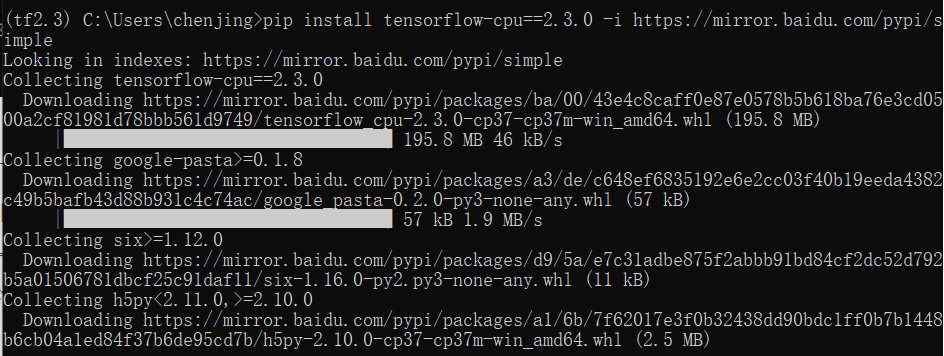 (tf2.3) C:\Users\chenjing>pip install tensorflow-cpu==2.3.0 -i https://mirror.baidu.com/pypi/s
imple
Looking in indexes: https://mirror.baidu.com/pypi/simple
Collecting tensorflow-cpu==2.3.0
  Downloading https://mirror.baidu.com/pypi/packages/ba/00/43e4c8caff0e87e0578b5b618ba76e3cd05
00a2cf81981d78bbb561d9749/tensorflow_cpu-2.3.0-cp37-cp37m-win_amd64.whl (195.8 MB)
     |████████████████████████████████| 195.8 MB 46 kB/s
Collecting google-pasta>=0.1.8
  Downloading https://mirror.baidu.com/pypi/packages/a3/de/c648ef6835192e6e2cc03f40b19eeda4382
c49b5bafb43d88b931c4c74ac/google_pasta-0.2.0-py3-none-any.whl (57 kB)
     |████████████████████████████████| 57 kB 1.9 MB/s
Collecting six>=1.12.0
  Downloading https://mirror.baidu.com/pypi/packages/d9/5a/e7c31adbe875f2abbb91bd84cf2dc52d792
b5a01506781dbcf25c91daf11/six-1.16.0-py2.py3-none-any.whl (11 kB)
Collecting h5py<2.11.0,>=2.10.0
  Downloading https://mirror.baidu.com/pypi/packages/a1/6b/7f62017e3f0b32438dd90bdc1ff0b7b1448
b6cb04a1ed84f37b6de95cd7b/h5py-2.10.0-cp37-cp37m-win_amd64.whl (2.5 MB)